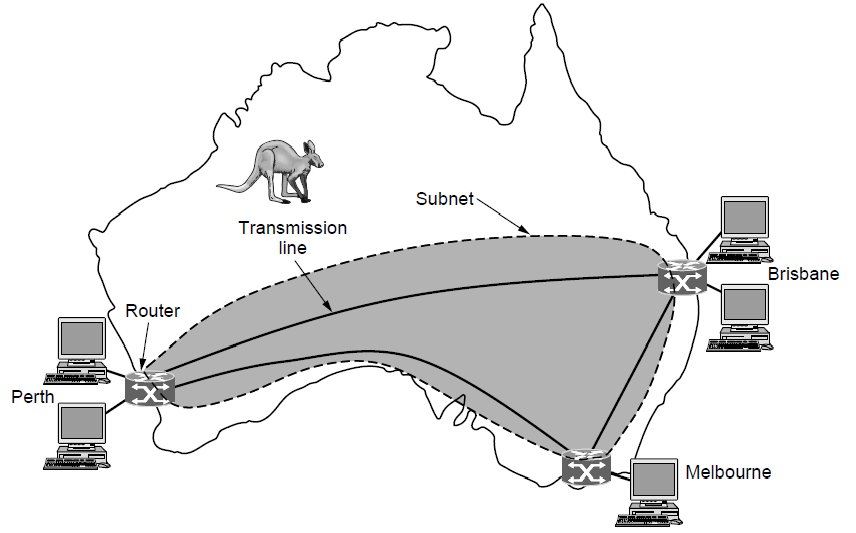 Subnet
Transmission
line
Brisbane
Router
Perth
Melbourne